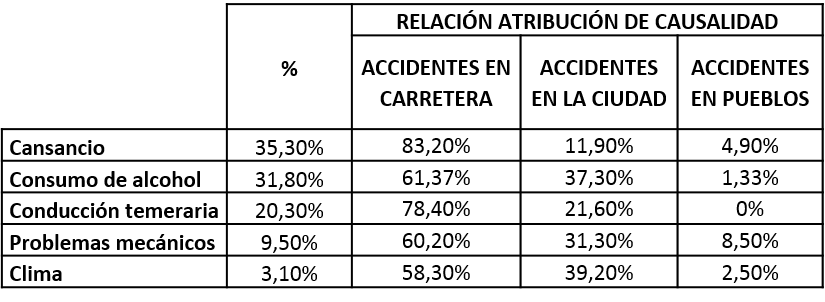 RELACIÓN ATRIBUCIÓN DE CAUSALIDAD
% ACCIDENTES EN CARRETERA ACCIDENTES EN LA CIUDAD ACCIDENTES EN PUEBLOS
Cansancio 35,30% 83,20% 11,90% 4,90%
Consumo de alcohol 31,80% 61,37% 37,30% 1,33%
Conducción temeraria 20,30% 78,40% 21,60% 0%
Problemas mecánicos 9,50% 60,20% 31,30% 8,50%
Clima 3,10% 58,30% 39,20% 2,50%